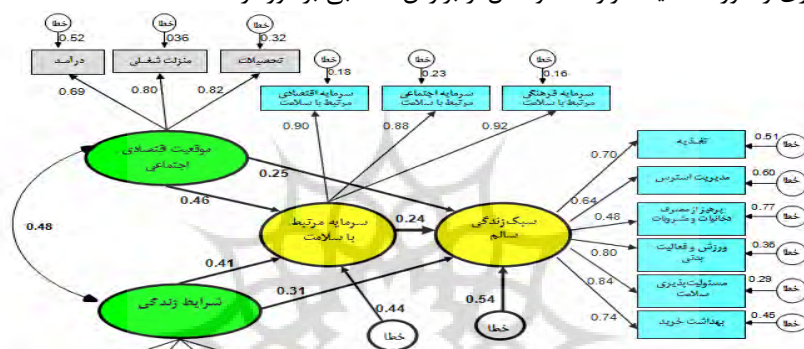 خطا
خطا
خطا
0.52
036
0.32
درآمد
منزلت شغلی
تحصیلات
خطا
خطا
خطا
0.18
0.23
0.16
0.69
0.80
0.82
سرمایه اقتصادی
مرتبط با سلامت
سرمایه اجتماعی
مرتبط با سلامت
سرمایه فرهنگی
مرتبط با سلامت
0.90
0.88
0.92
موقعیت اقتصادی
اجتماعی
0.25
0.46
0.48
سرمایه مرتبط
با سلامت
0.24
سبک زندگی
سالم
0.41
0.31
شرایط زندگی
0.44
خطا
0.54
خطا
0.70
تغذیه
0.51
خطا
0.64
مدیریت استرس
0.60
خطا
0.48
پرهیز از مصرف
دخانیات و مشروبات
0.77
خطا
0.80
ورزش و فعالیت
بدنی
0.36
خطا
0.84
مسئولیت‌پذیری
سلامت
0.29
خطا
0.74
بهداشت خرید
0.45
خطا